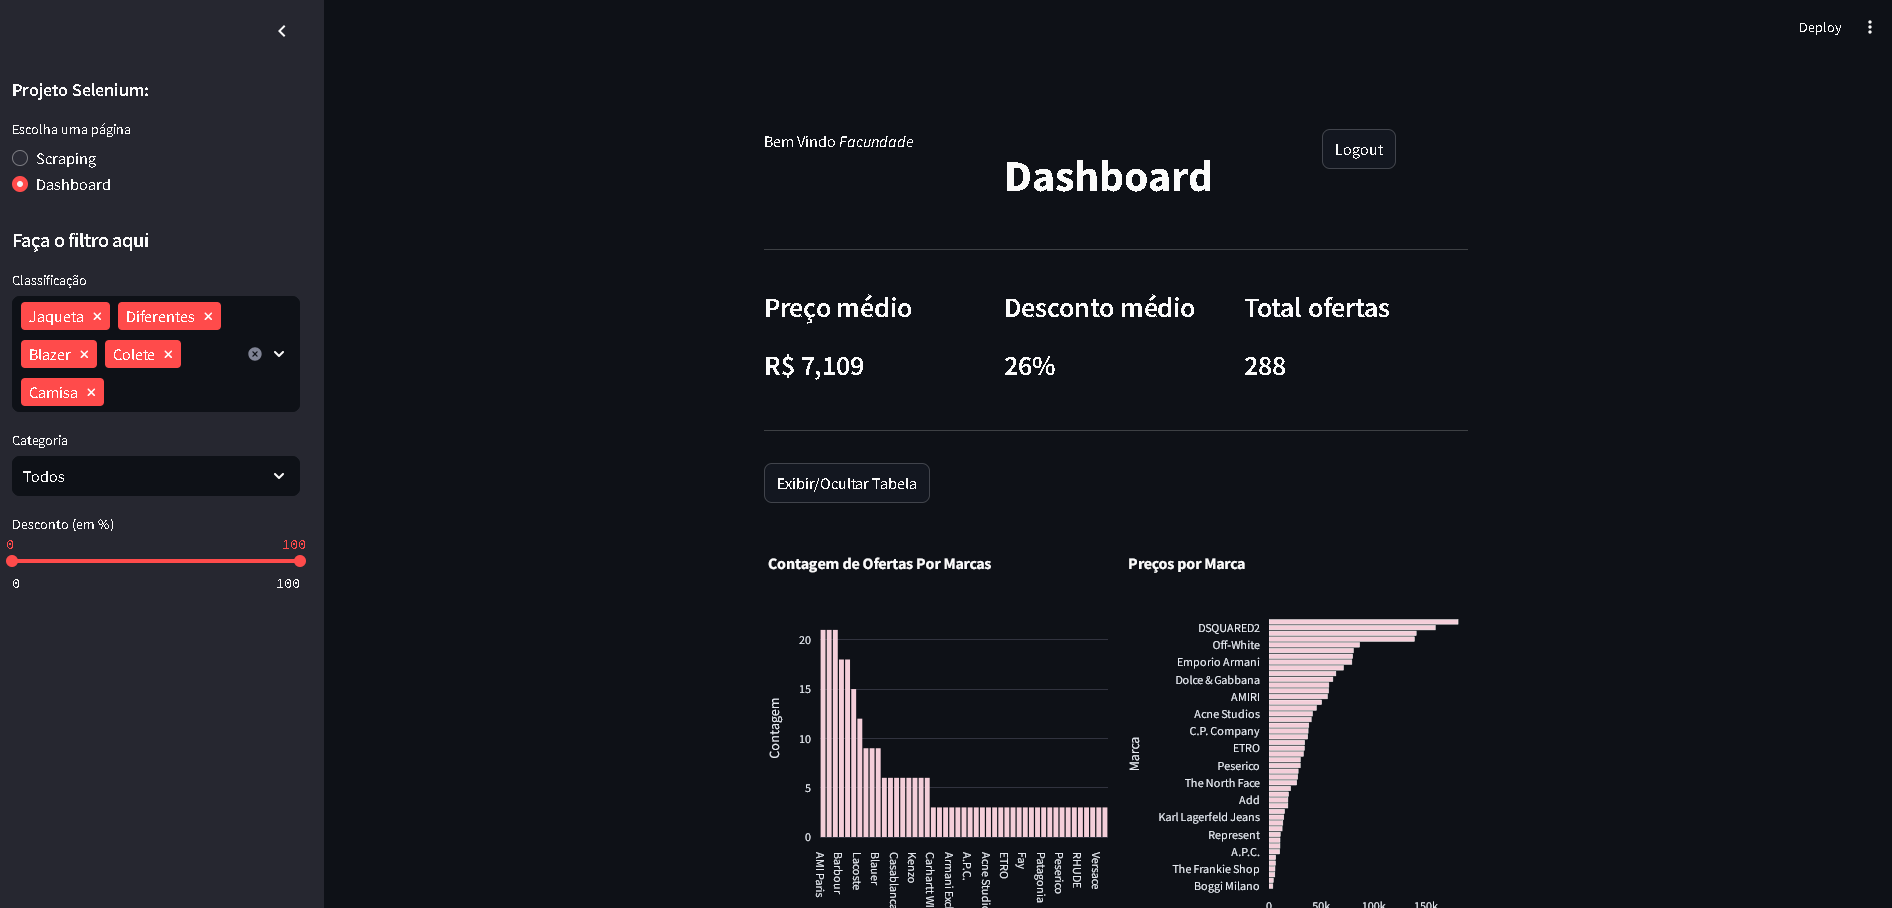 Deploy
Projeto Selenium:
Escolha uma página
Scraping
Dashboard
Faça o filtro aqui
Classificação
Jaqueta
Diferentes
Blazer
Colete
Camisa
Categoria
Todos
Desconto (em %)
0 100
0 100
Bem Vindo Facundade
Dashboard
Logout
Preço médio
R$ 7,109
Desconto médio
26%
Total ofertas
288
Exibir/Ocultar Tabela
Contagem de Ofertas Por Marcas
Contagem
20
15
10
5
0
AMI Paris
Barbour
Lacoste
Blauer
Casablanca
Kenzo
Carhartt
Armani
A.P.C.
Acne
ETRO
Fay
Patagonia
Peserico
RHUDE
Versace
Preços por Marca
Marca
DSQUARED2
Off-White
Emporio Armani
Dolce & Gabbana
AMIRI
Acne Studios
C.P. Company
ETRO
Peserico
The North Face
Add
Karl Lagerfeld Jeans
Represent
A.P.C.
The Frankie Shop
Boggi Milano
0 50k 100k 150k